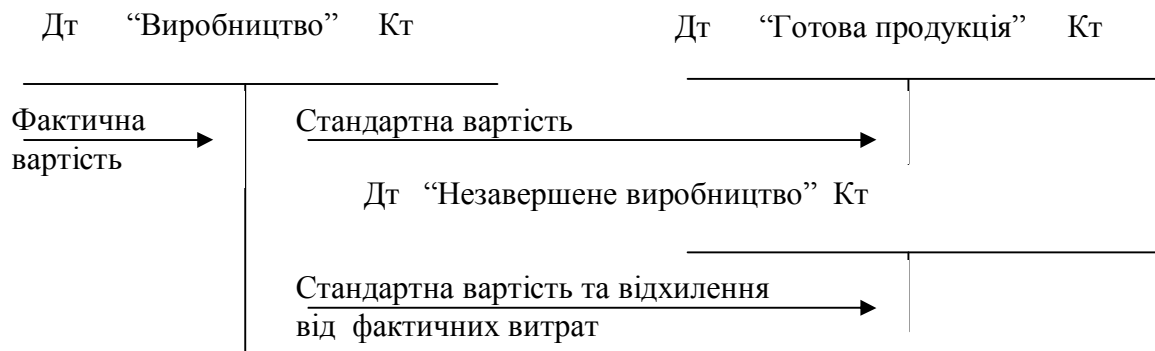 Дт “Виробництво” Кт Дт “Готова продукція” Кт
Фактична
вартість
Стандартна вартість
Дт “Незавершене виробництво” Кт
Стандартна вартість та відхилення
від фактичних витрат